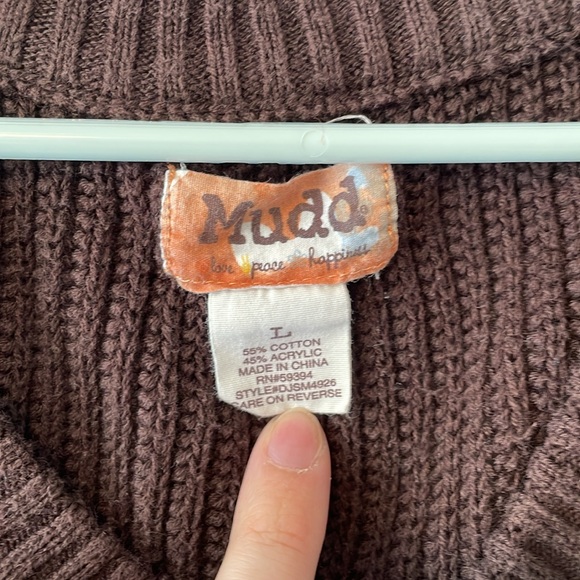 Mudd®
love peace happiness
L
55% COTTON
45% ACRYLIC
MADE IN CHINA
RN#59394
STYLE#DJSM4926
CARE ON REVERSE